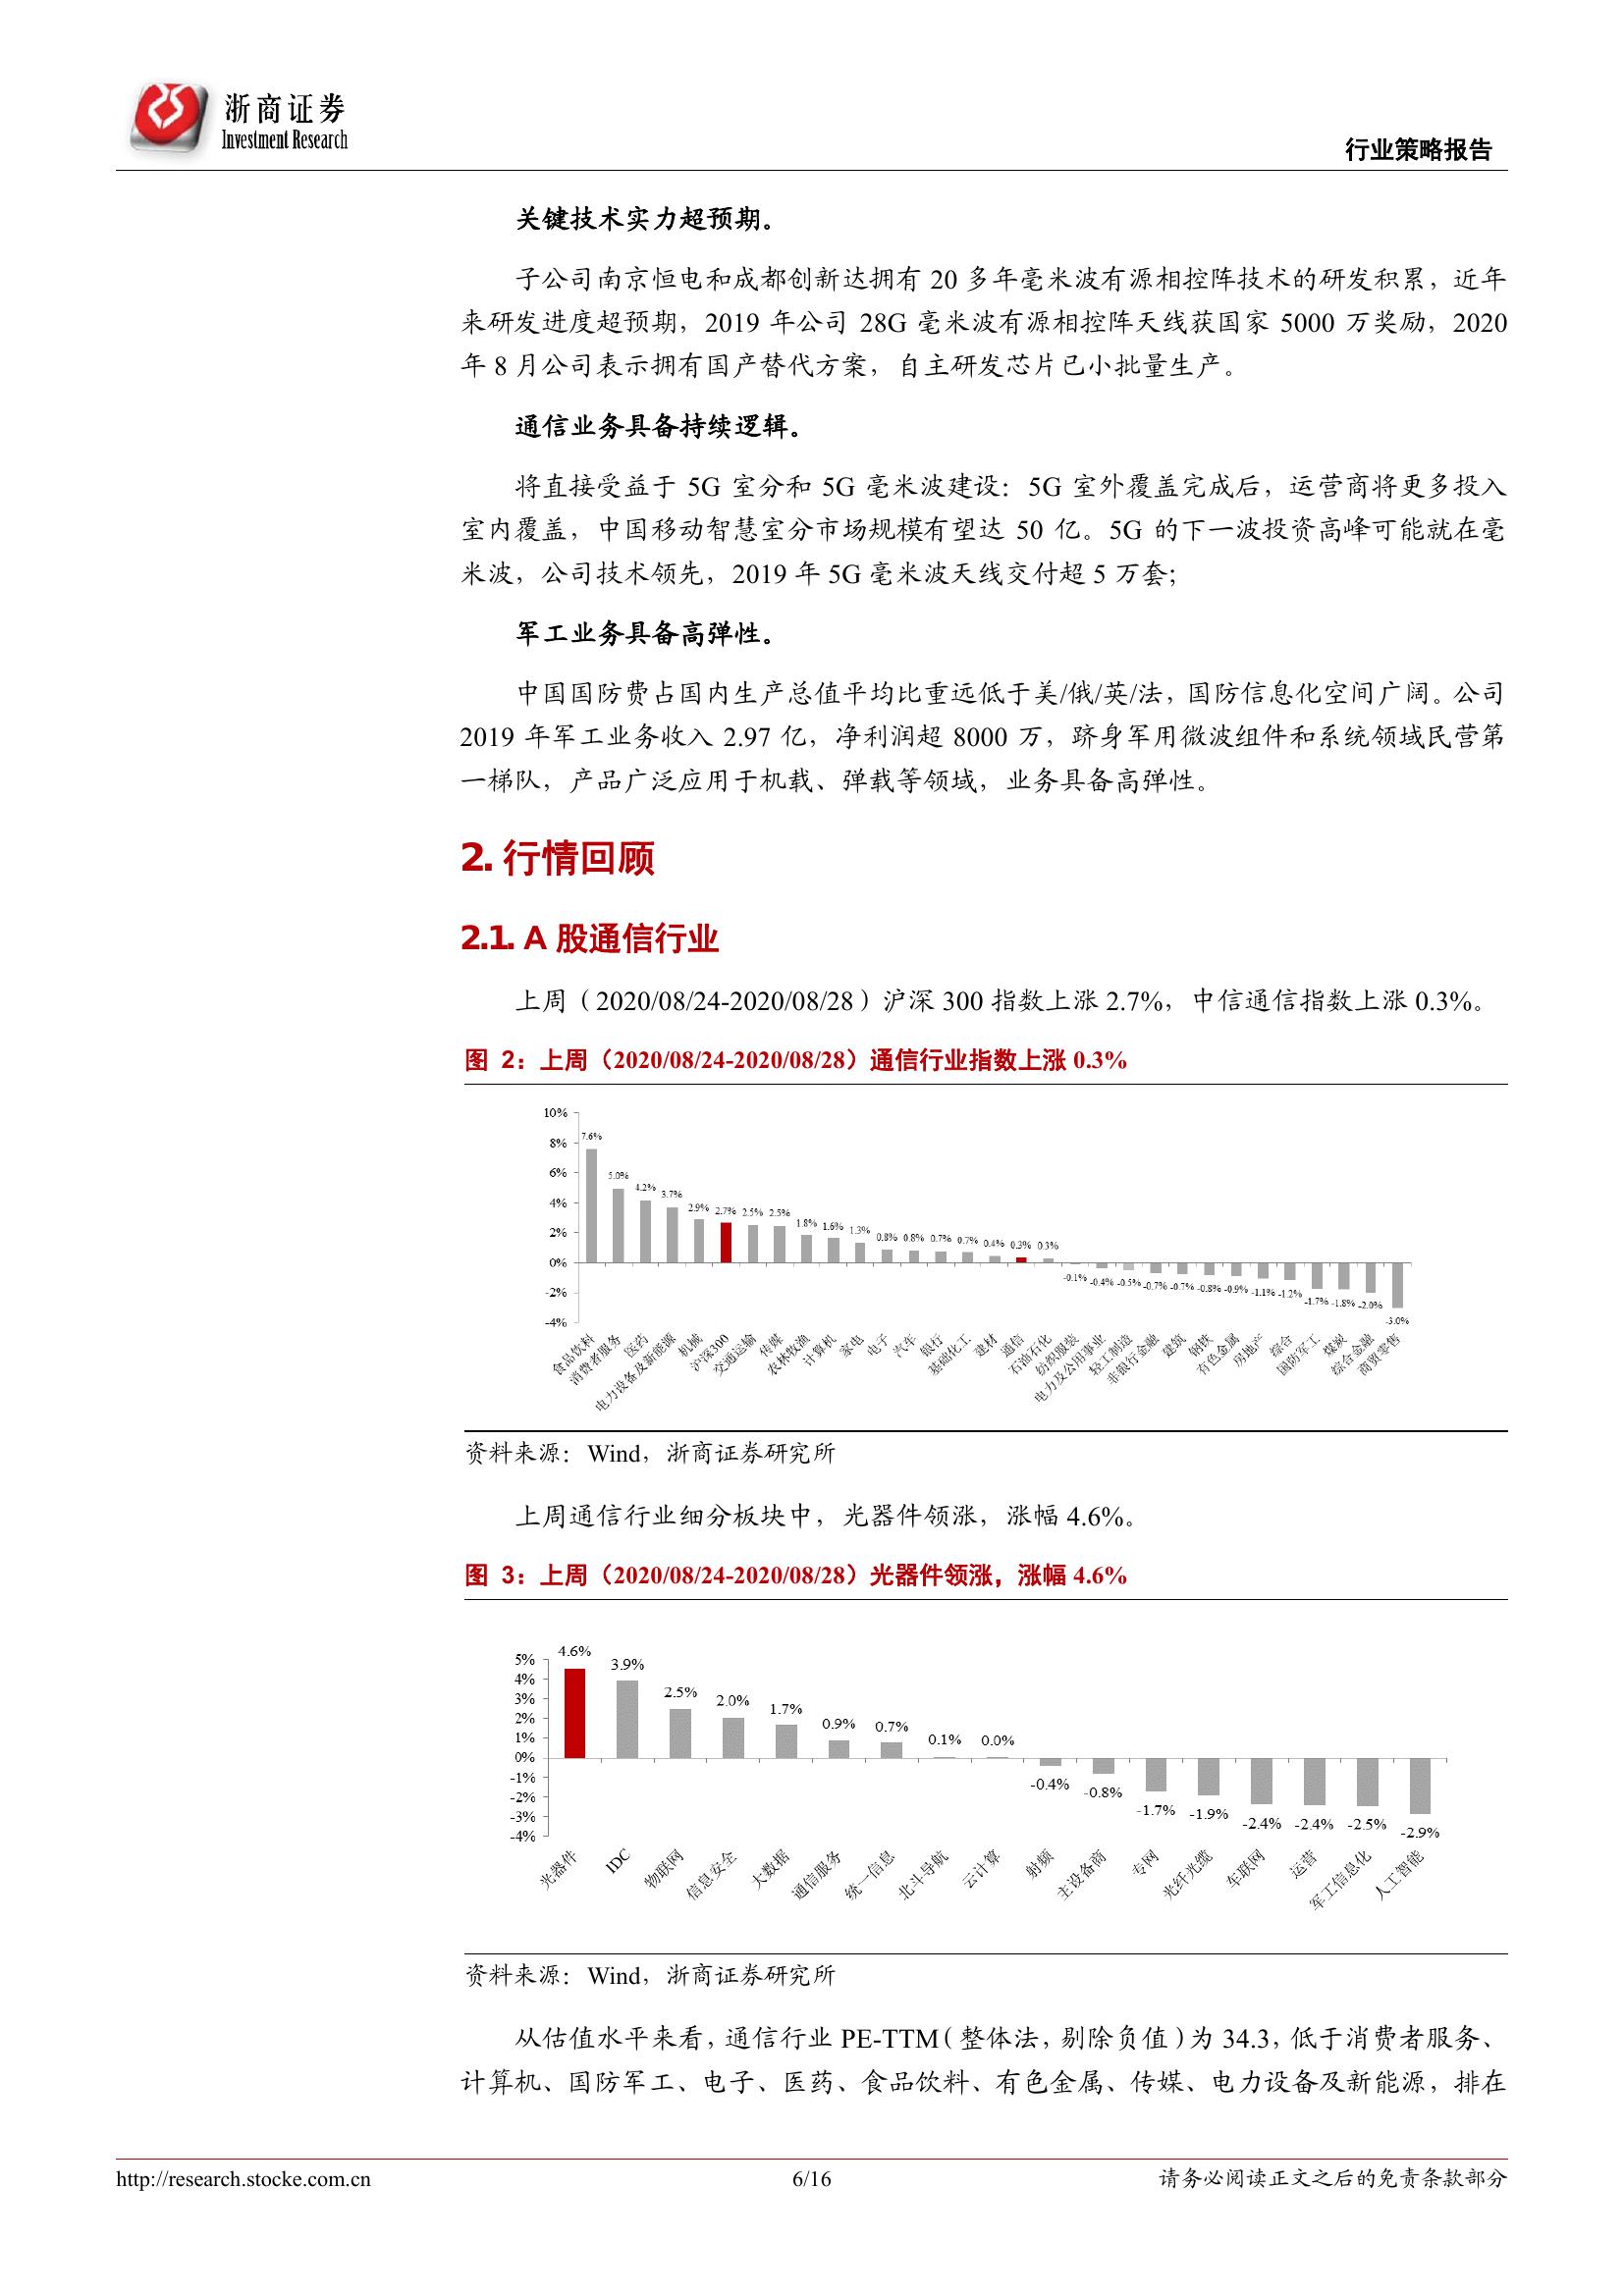 浙商证券
Investment Research
行业策略报告
关键技术实力超预期。
子公司南京恒电和成都创新达拥有 20 多年毫米波有源相控阵技术的研发积累，近年
来研发进度超预期，2019 年公司 28G 毫米波有源相控阵天线获国家 5000 万奖励，2020
年 8 月公司表示拥有国产替代方案，自主研发芯片已小批量生产。
通信业务具备持续逻辑。
将直接受益于 5G 室分和 5G 毫米波建设：5G 室外覆盖完成后，运营商将更多投入
室内覆盖，中国移动智慧室分市场规模有望达 50 亿。5G 的下一波投资高峰可能就在毫
米波，公司技术领先，2019 年 5G 毫米波天线交付超 5 万套；
军工业务具备高弹性。
中国国防费占国内生产总值平均比重远低于美/俄/英/法，国防信息化空间广阔。公司
2019 年军工业务收入 2.97 亿，净利润超 8000 万，跻身军用微波组件和系统领域民营第
一梯队，产品广泛应用于机载、弹载等领域，业务具备高弹性。
2. 行情回顾
2.1. A 股通信行业
上周（2020/08/24-2020/08/28）沪深 300 指数上涨 2.7%，中信通信指数上涨 0.3%。
图 2：上周（2020/08/24-2020/08/28）通信行业指数上涨 0.3%
10%
8%
6%
4%
2%
0%
-2%
-4%
7.6% 5.0% 4.2% 3.7% 2.9% 2.7% 2.5% 2.5% 1.8% 1.6% 1.3% 0.8% 0.8% 0.7% 0.7% 0.4% 0.3% 0.3%
-0.1% -0.4% -0.5% -0.7% -0.7% -0.8% -0.9% -1.1% -1.2% -1.7% -1.8% -2.0% -3.0%
食品饮料 消费者服务 医药 电力设备及新能源 机械 沪深300 交通运输 传媒 农林牧渔 计算机 家电 电子 汽车 银行 基础化工 建材 通信 石油石化 纺织服装 电力及公用事业 轻工制造 非银行金融 建筑 钢铁 有色金属 房地产 综合 国防军工 煤炭 综合金融 商贸零售
资料来源：Wind，浙商证券研究所
上周通信行业细分板块中，光器件领涨，涨幅 4.6%。
图 3：上周（2020/08/24-2020/08/28）光器件领涨，涨幅 4.6%
5%
4%
3%
2%
1%
0%
-1%
-2%
-3%
-4%
4.6% 3.9% 2.5% 2.0% 1.7% 0.9% 0.7% 0.1% 0.0%
-0.4% -0.8% -1.7% -1.9% -2.4% -2.4% -2.5% -2.9%
光器件 IDC 物联网 信息安全 大数据 通信服务 统一信息 北斗导航 云计算 射频 主设备商 专网 光纤光缆 车联网 运营 军工信息化 人工智能
资料来源：Wind，浙商证券研究所
从估值水平来看，通信行业 PE-TTM（整体法，剔除负值）为 34.3，低于消费者服务、
计算机、国防军工、电子、医药、食品饮料、有色金属、传媒、电力设备及新能源，排在
http://research.stocke.com.cn
6/16
请务必阅读正文之后的免责条款部分